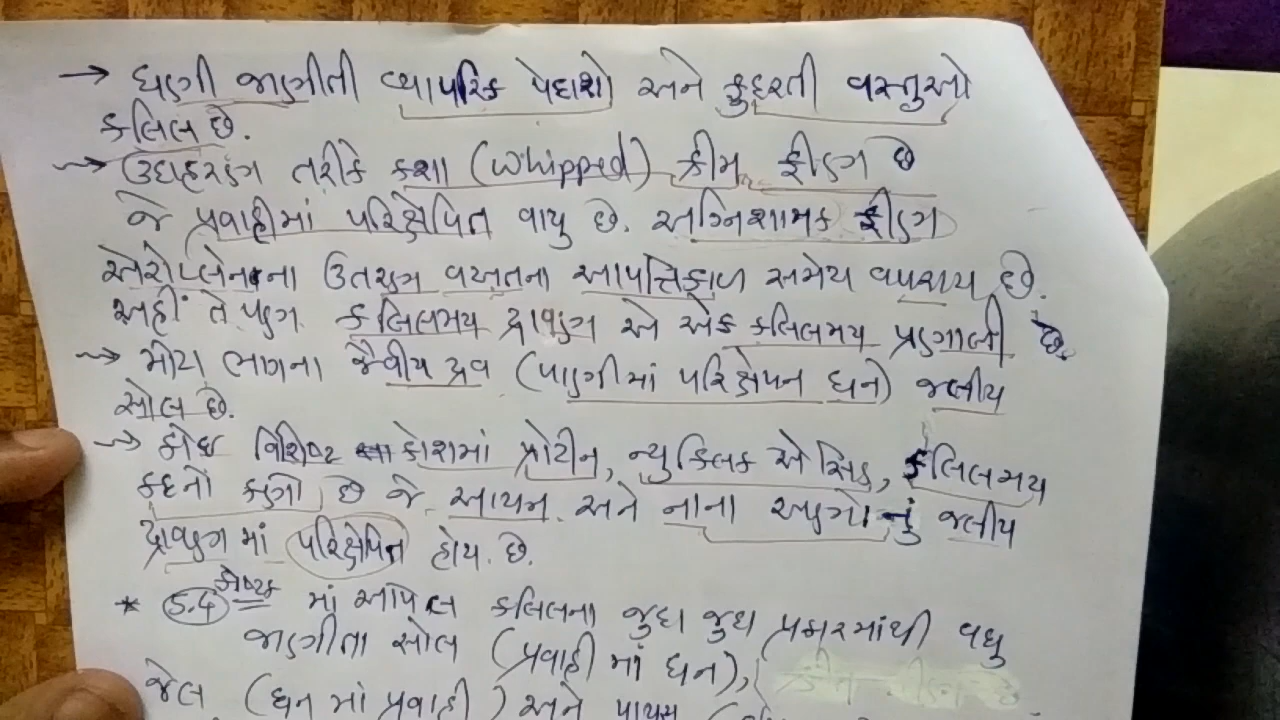 → ઘણી જાણીતી વ્યાપરિક પેદાશો અને કુદરતી વસ્તુઓ
કલિલ છે.
→ ઉદાહરણ તરીકે કશા (Whipped) ક્રીમ ફીણ છે
જે પ્રવાહીમાં પરિક્ષેપિત વાયુ છે. અગ્નિશામક ફીણ
એરોપ્લેનના ઉતરાણ વખતના આપત્તિકાળ સમયે વપરાય છે.
અહીં તે પણ કલિલમય દ્રાવણ એ એક કલિલમય પ્રણાલી છે.
→ મોટા ભાગના જૈવીય દ્રવ (પાણીમાં પરિક્ષેપન ઘન) જલીય
સોલ છે.
→ કોઇ વિશિષ્ટ કોશમાં પ્રોટીન, ન્યુક્લિક એસિડ, કલિલમય
કદનો કણો છે જે આયન અને નાના અણુઓનું જલીય
દ્રાવણ માં પરિક્ષેપિત હોય છે.
* 5.4 કોષ્ટક માં આપેલ કલિલના જુદા જુદા પ્રકારમાંથી વધુ
જાણીતા સોલ (પ્રવાહી માં ઘન),
જેલ (ઘન માં પ્રવાહી) અને પાયસ